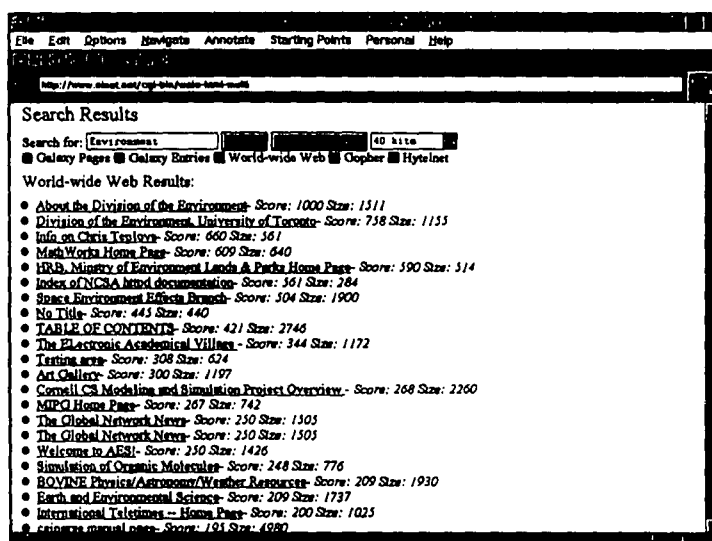 File Edit Options Navigate Annotate Starting Points Personal Help
Search Results
Search for: Environment 40 hits
Galaxy Pages Galaxy Entries World-wide Web Gopher Hytelnet
World-wide Web Results:
About the Division of the Environment- Score: 1000 Size: 1511
Division of the Environment, University of Toronto- Score: 758 Size: 1155
Info on Chris Teplovs- Score: 660 Size: 561
MathWorks Home Page- Score: 609 Size: 640
HRB, Minstry of Environment Lands & Parks Home Page- Score: 590 Size: 514
Index of NCSA httpd documentation- Score: 561 Size: 284
Space Environment Effects Branch- Score: 504 Size: 1900
No Title- Score: 445 Size: 440
TABLE OF CONTENTS- Score: 421 Size: 2746
The ELectronic Academical Village - Score: 344 Size: 1172
Testing area- Score: 308 Size: 624
Art Gallery- Score: 300 Size: 1197
Cornell CS Modeling and Simulation Project Overview - Score: 268 Size: 2260
MIPG Home Page- Score: 267 Size: 742
The Global Network News- Score: 250 Size: 1505
The Global Network News- Score: 250 Size: 1505
Welcome to AES!- Score: 250 Size: 1426
Simulation of Organic Molecules- Score: 248 Size: 776
BOVINE Physics/Astronomy/Weather Resources- Score: 209 Size: 1930
Earth and Environmental Science- Score: 209 Size: 1737
International Teletimes -- Home Page- Score: 200 Size: 1025
manual page- Score: 195 Size: 4980